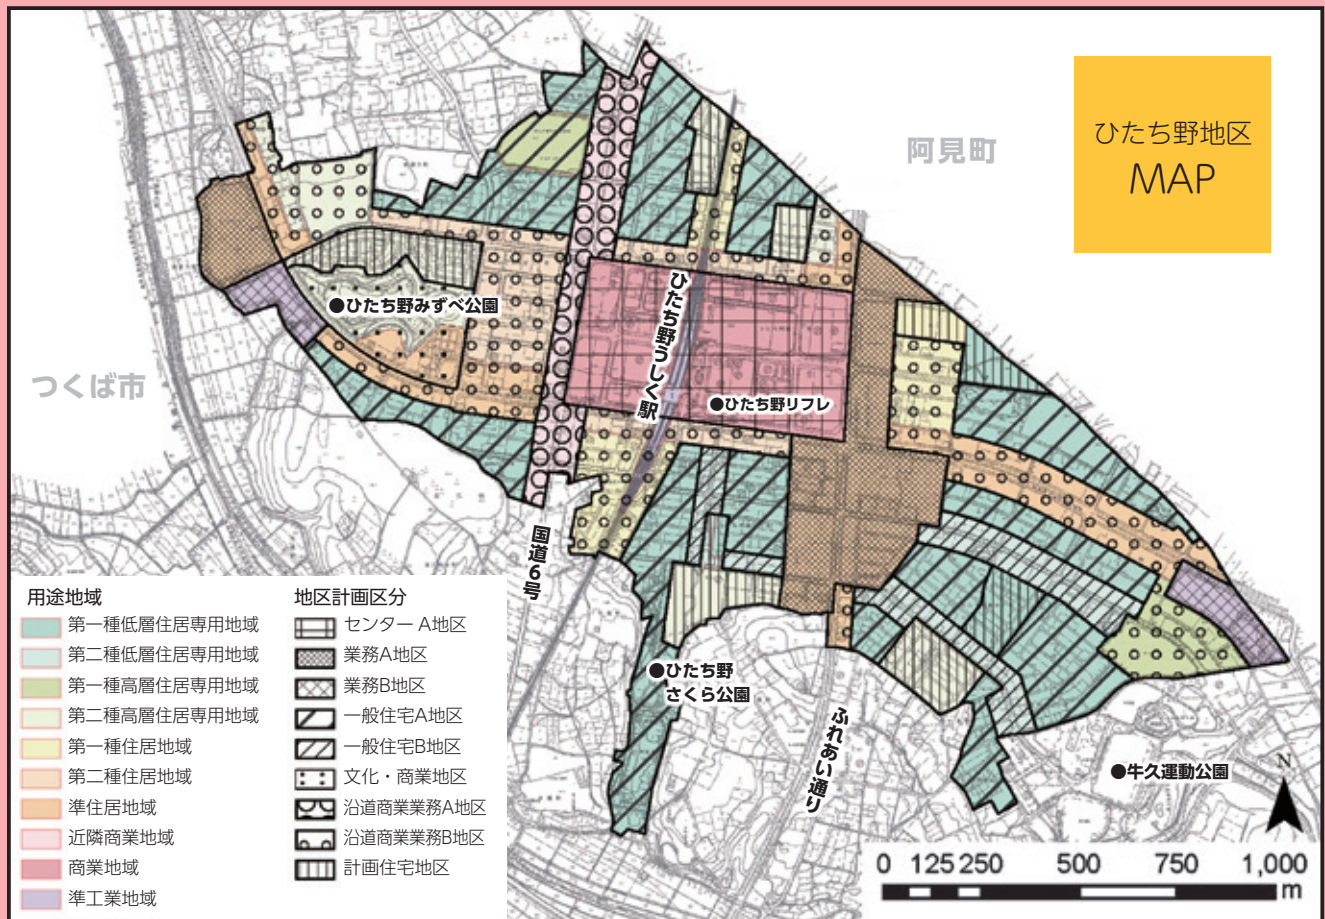 ひたち野地区
MAP
阿見町
つくば市
●ひたち野みずべ公園
ひたち野うしく駅
●ひたち野リフレ
国道6号
●ひたち野
さくら公園
ふれあい通り
●牛久運動公園
用途地域
第一種低層住居専用地域
第二種低層住居専用地域
第一種高層住居専用地域
第二種高層住居専用地域
第一種住居地域
第二種住居地域
準住居地域
近隣商業地域
商業地域
準工業地域
地区計画区分
センター A地区
業務A地区
業務B地区
一般住宅A地区
一般住宅B地区
文化・商業地区
沿道商業業務A地区
沿道商業業務B地区
計画住宅地区
N
0 125 250 500 750 1,000
m